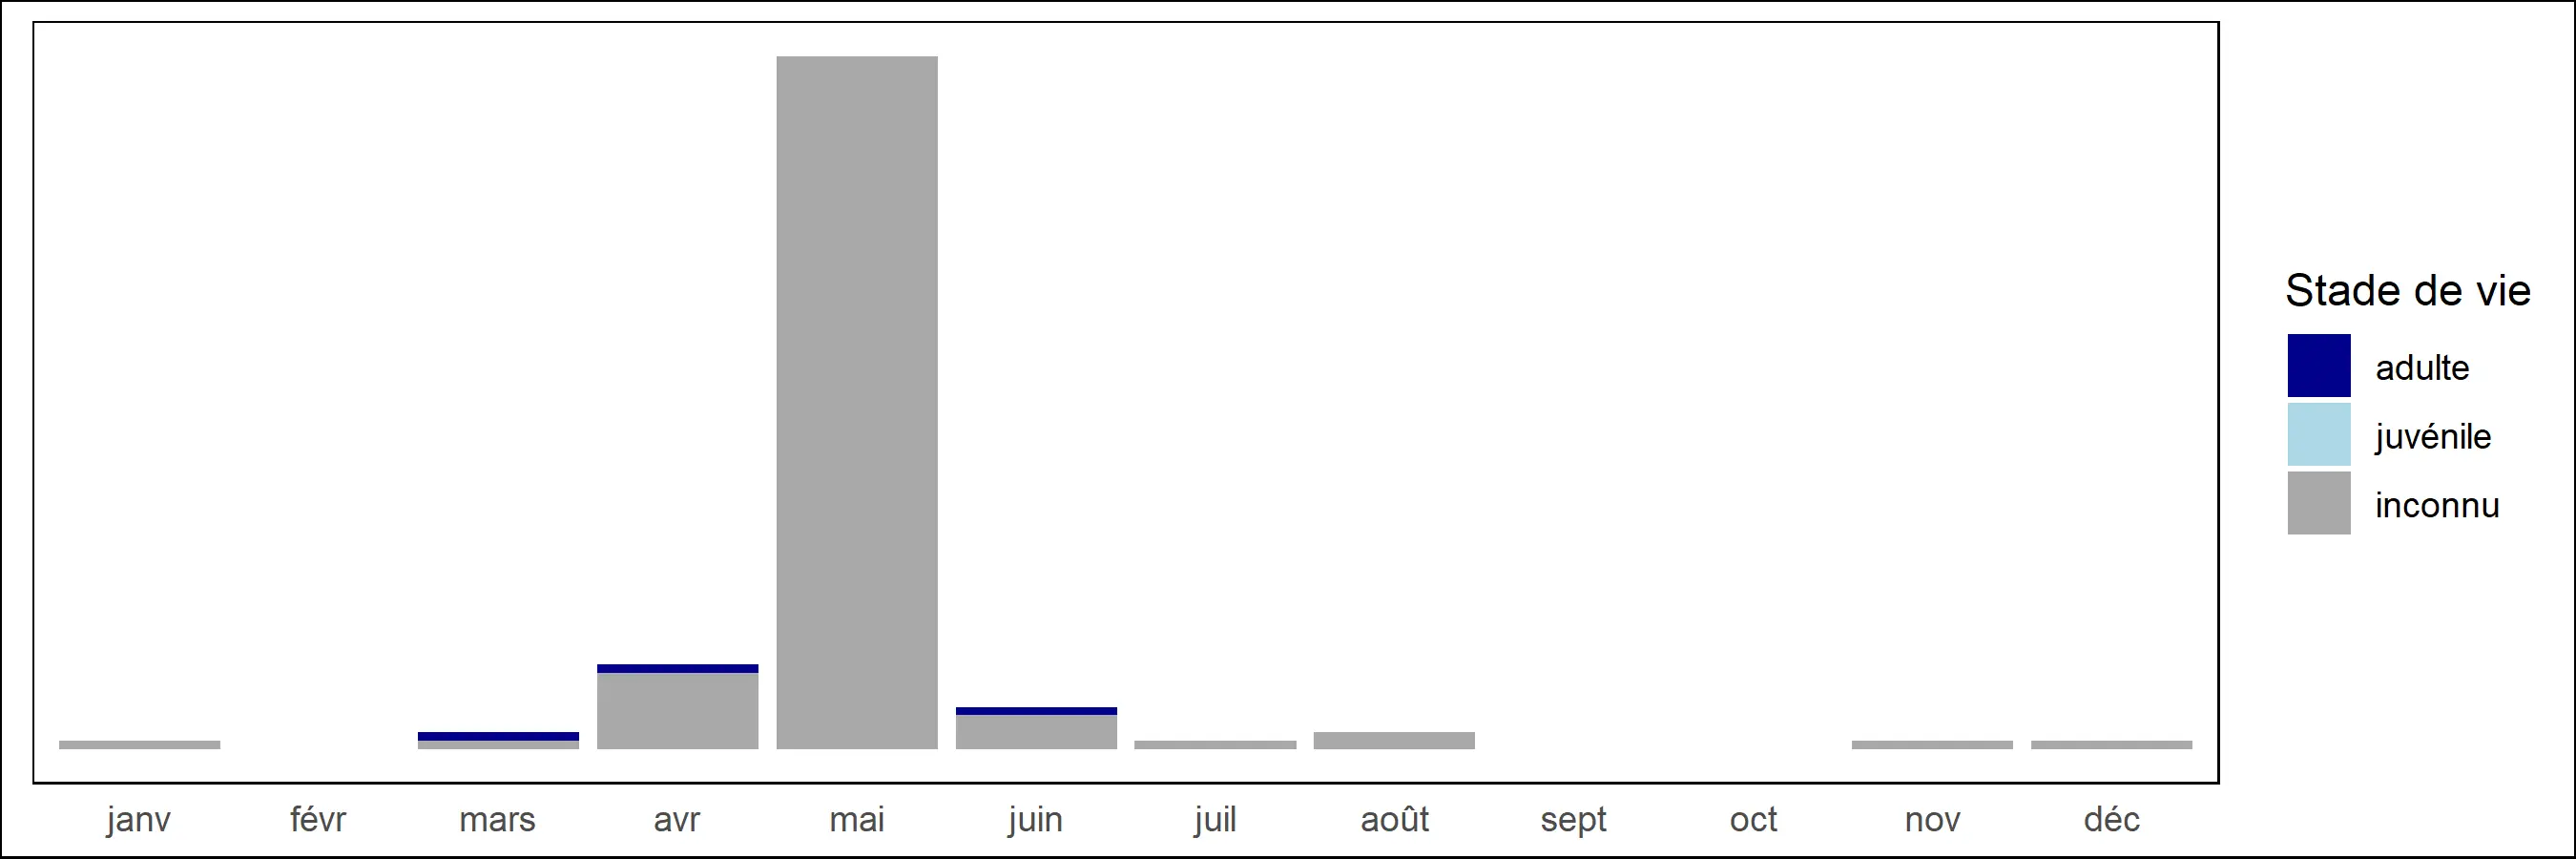 Stade de vie
adulte
juvénile
inconnu
janv févr mars avr mai juin juil août sept oct nov déc